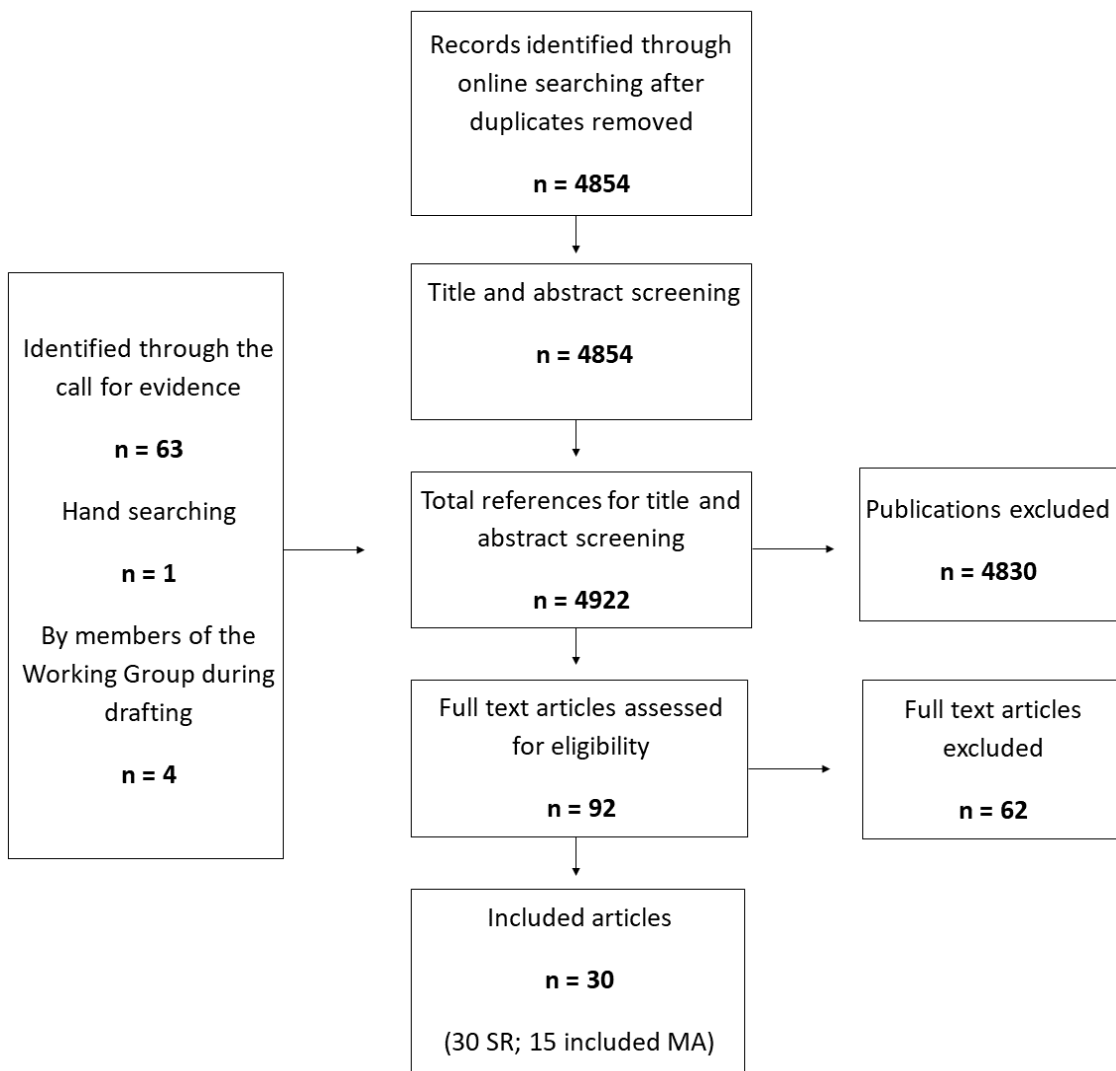 Records identified through
online searching after
duplicates removed
n = 4854
Title and abstract screening
n = 4854
Identified through the
call for evidence
n = 63
Hand searching
n = 1
By members of the
Working Group during
drafting
n = 4
Total references for title and
abstract screening
n = 4922
Publications excluded
n = 4830
Full text articles assessed
for eligibility
n = 92
Full text articles
excluded
n = 62
Included articles
n = 30
(30 SR; 15 included MA)